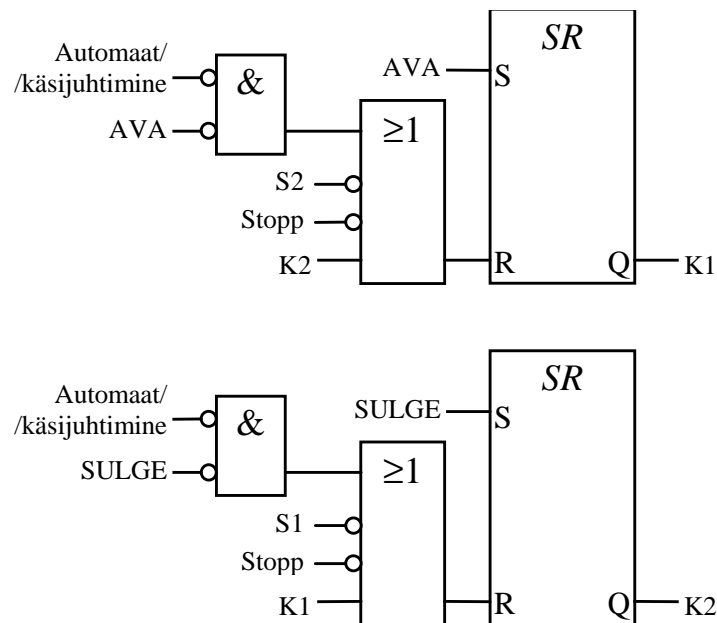 Automaat/
/käsijuhtimine
AVA
&
S2
Stopp
K2
≥1
AVA
SR
S
R
Q
K1
Automaat/
/käsijuhtimine
SULGE
&
S1
Stopp
K1
≥1
SULGE
SR
S
R
Q
K2